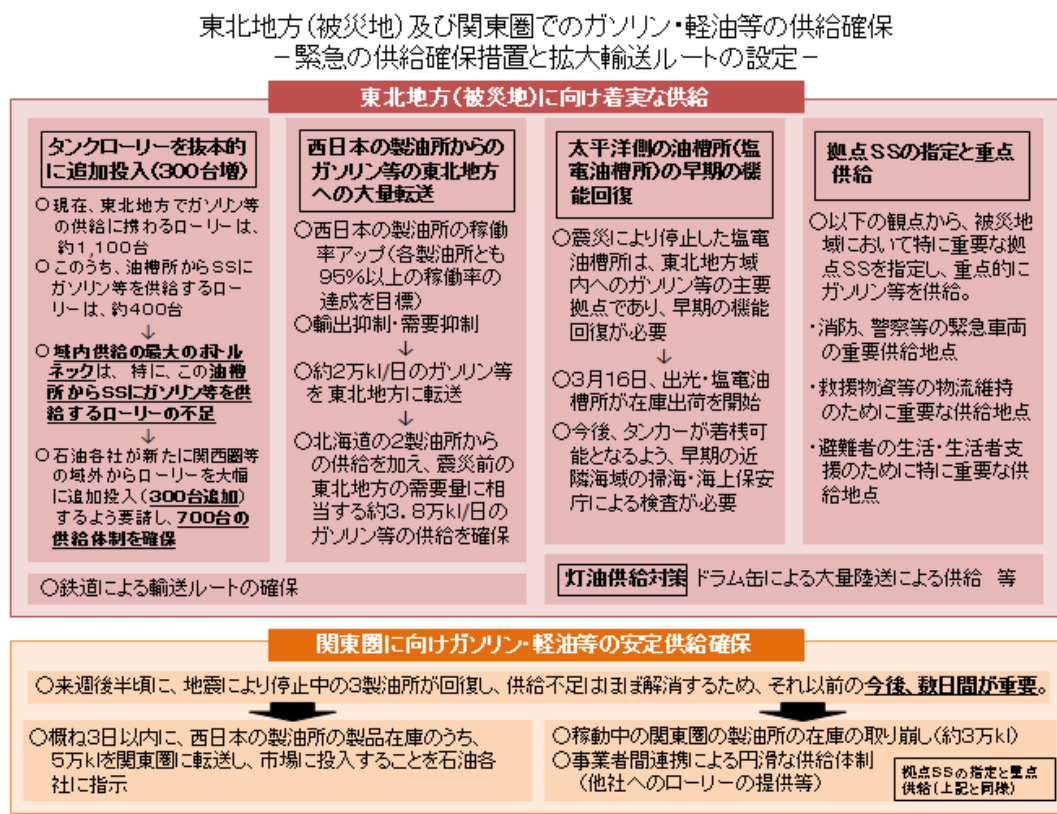 東北地方(被災地)及び関東圏でのガソリン・軽油等の供給確保
－緊急の供給確保措置と拡大輸送ルートの設定－
東北地方(被災地)に向け着実な供給
タンクローリーを抜本的
に追加投入(300台増)
○現在、東北地方でガソリン等
の供給に携わるローリーは、
約1,100台
○このうち、油槽所からSSに
ガソリン等を供給するロー
リーは、約400台
↓
○域内供給の最大のボトル
ネックは、特に、この油槽
所からSSにガソリン等を供
給するローリーの不足
↓
○石油各社が新たに関西圏等
の域外からローリーを大幅
に追加投入(300台追加)
するよう要請し、700台の
供給体制を確保
西日本の製油所からの
ガソリン等の東北地方
への大量転送
○西日本の製油所の稼働
率アップ(各製油所とも
95%以上の稼働率の
達成を目標)
○輸出抑制・需要抑制
↓
○約2万kl/日のガソリン等
を東北地方に転送
↓
○北海道の2製油所から
の供給を加え、震災前の
東北地方の需要量に相
当する約3.8万kl/日の
ガソリン等の供給を確保
太平洋側の油槽所(塩
竈油槽所)の早期の機
能回復
○震災により停止した塩竈
油槽所は、東北地方域
内へのガソリン等の主要
拠点であり、早期の機能
回復が必要
↓
○3月16日、出光・塩竈油
槽所が在庫出荷を開始
○今後、タンカーが着桟可
能となるよう、早期の近
隣海域の掃海・海上保安
庁による検査が必要
拠点SSの指定と重点
供給
○以下の観点から、被災地
域において特に重要な拠
点SSを指定し、重点的に
ガソリン等を供給。
・消防、警察等の緊急車両
の重要供給地点
・救援物資等の物流維持
のために重要な供給地点
・避難者の生活・生活者支
援のために特に重要な供
給地点
○鉄道による輸送ルートの確保
灯油供給対策 ドラム缶による大量陸送による供給 等
関東圏に向けガソリン・軽油等の安定供給確保
○来週後半頃に、地震により停止中の3製油所が回復し、供給不足はほぼ解消するため、それ以前の今後、数日間が重要。
○概ね3日以内に、西日本の製油所の製品在庫のうち、
5万klを関東圏に転送し、市場に投入することを石油各
社に指示
○稼働中の関東圏の製油所の在庫の取り崩し(約3万kl)
○事業者間連携による円滑な供給体制
(他社へのローリーの提供等)
拠点SSの指定と重点
供給(上記と同様)